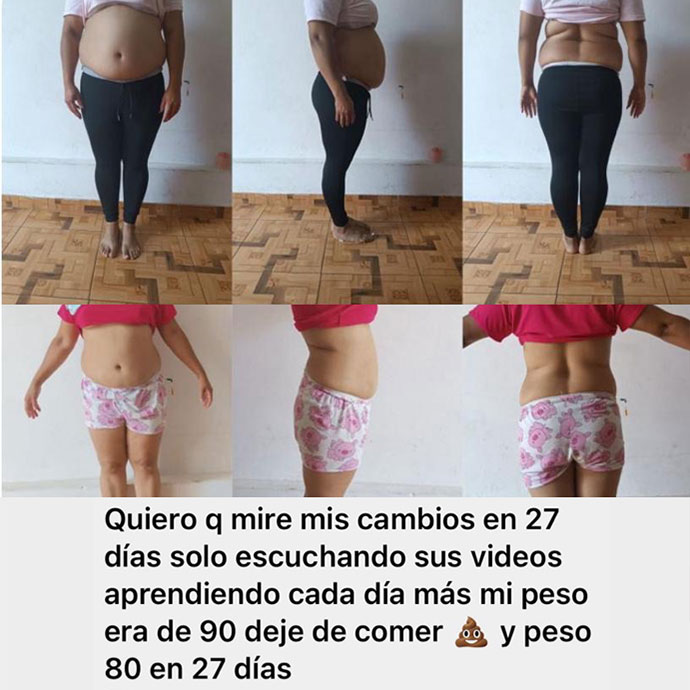 Quiero q mire mis cambios en 27
días solo escuchando sus videos
aprendiendo cada día más mi peso
era de 90 deje de comer 💩 y peso
80 en 27 días